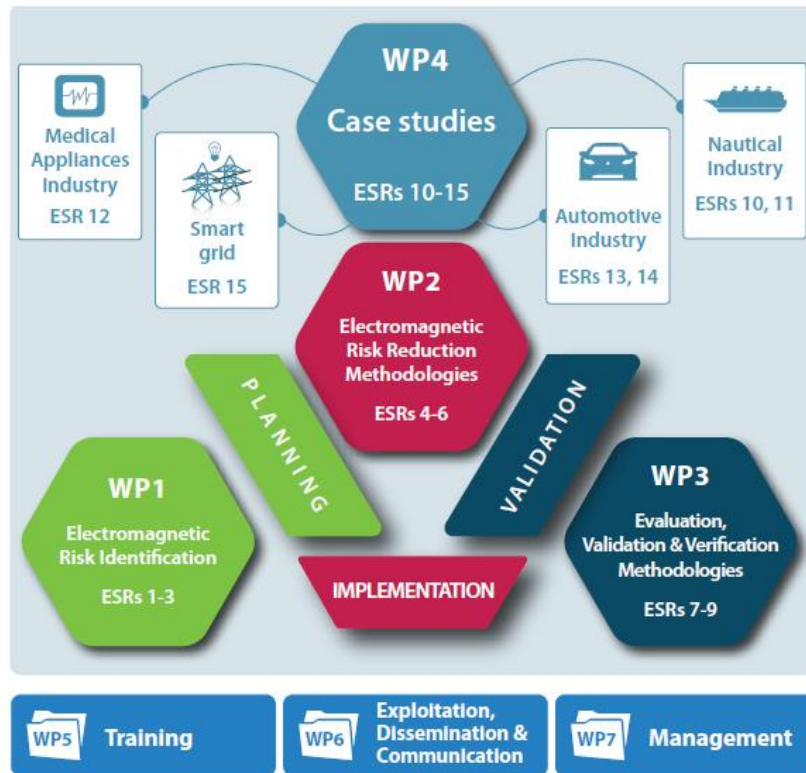 WP4
Case studies
ESRs 10-15
Medical
Appliances
Industry
ESR 12
Smart
grid
ESR 15
Automotive
Industry
ESRs 13, 14
Nautical
Industry
ESRs 10, 11
WP2
Electromagnetic
Risk Reduction
Methodologies
ESRs 4-6
PLANNING
VALIDATION
WP1
Electromagnetic
Risk Identification
ESRs 1-3
IMPLEMENTATION
WP3
Evaluation,
Validation & Verification
Methodologies
ESRs 7-9
WP5
Training
WP6
Exploitation,
Dissemination &
Communication
WP7
Management